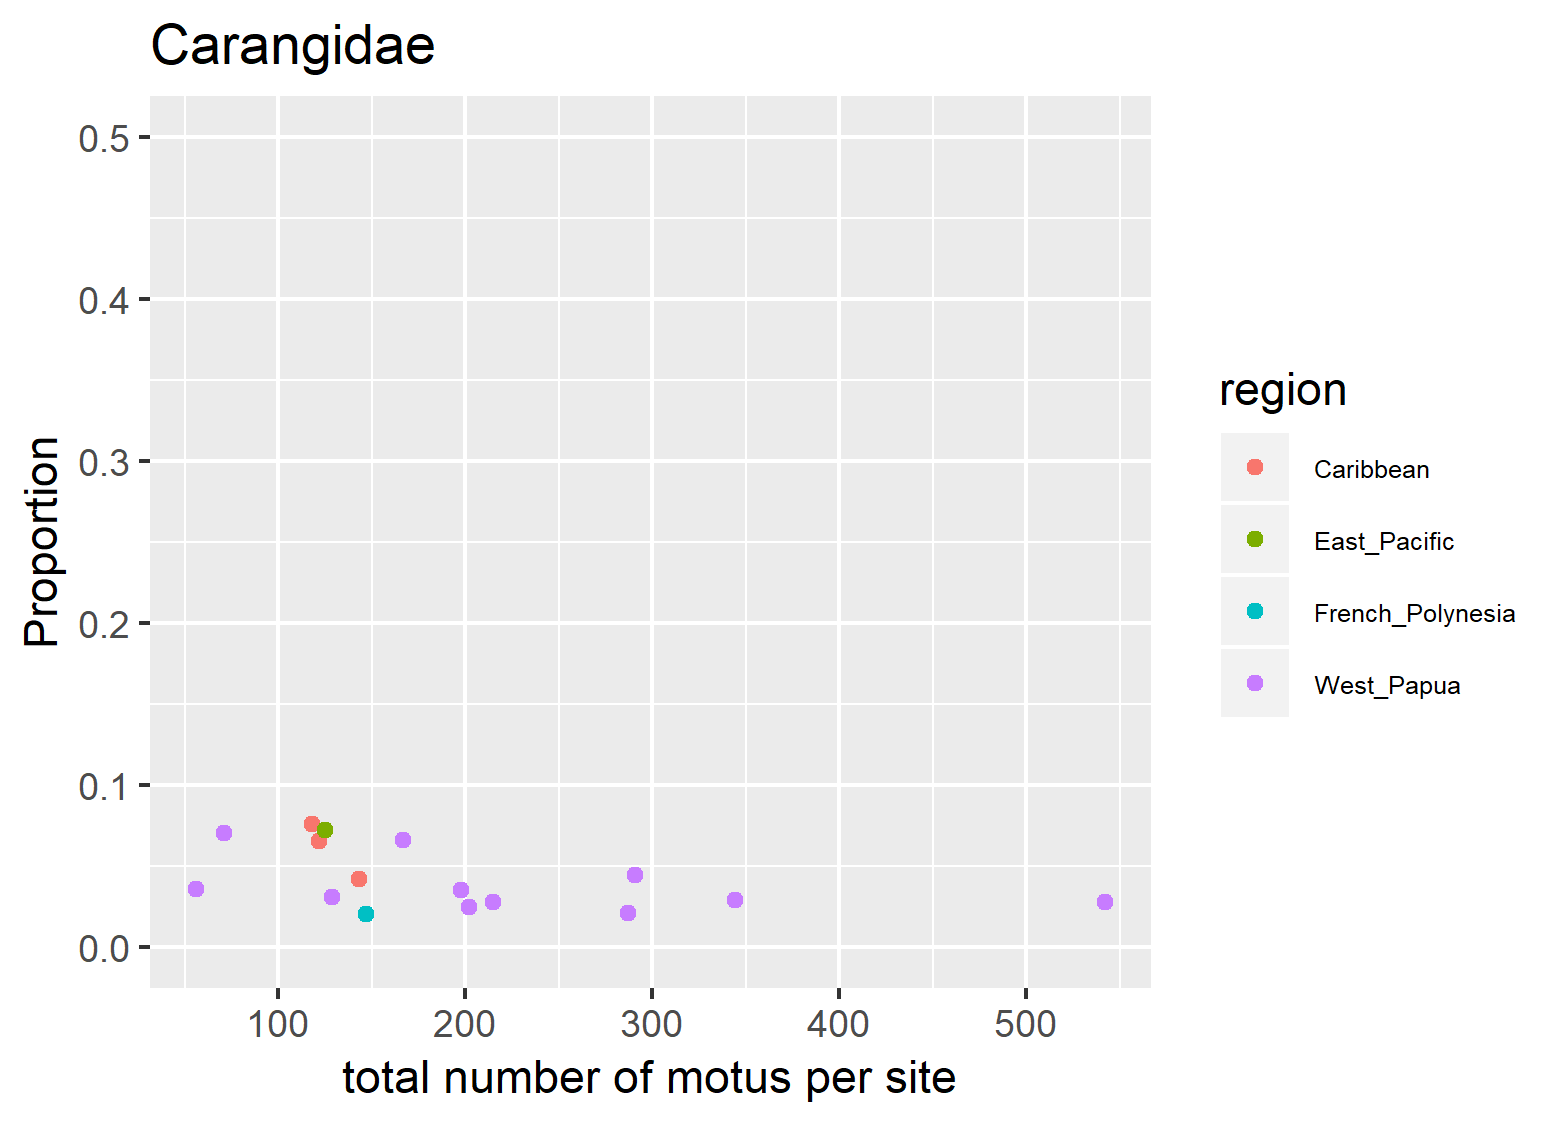 Carangidae
Proportion
0.5
0.4
0.3
0.2
0.1
0.0
100 200 300 400 500
total number of motus per site
region
Caribbean
East_Pacific
French_Polynesia
West_Papua